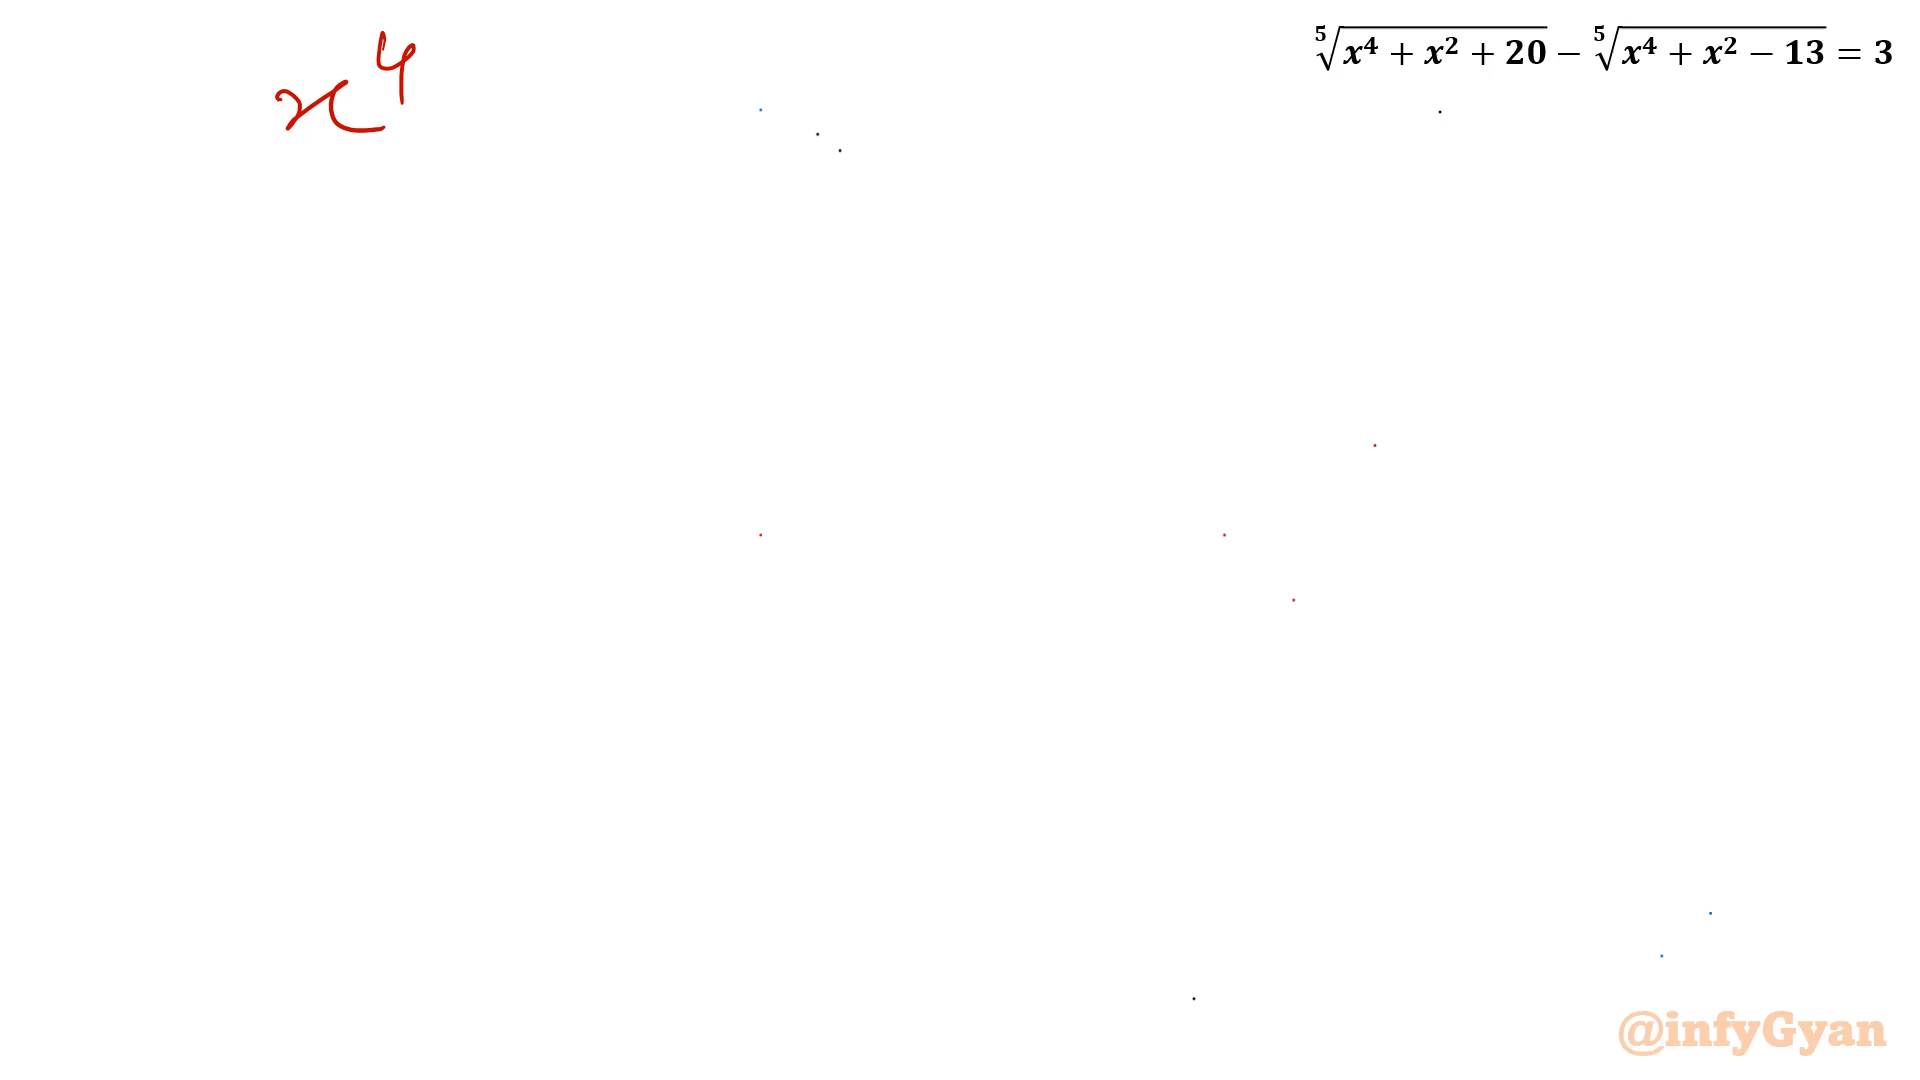 x⁴
⁵√(x⁴ + x² + 20) − ⁵√(x⁴ + x² − 13) = 3
@infyGyan